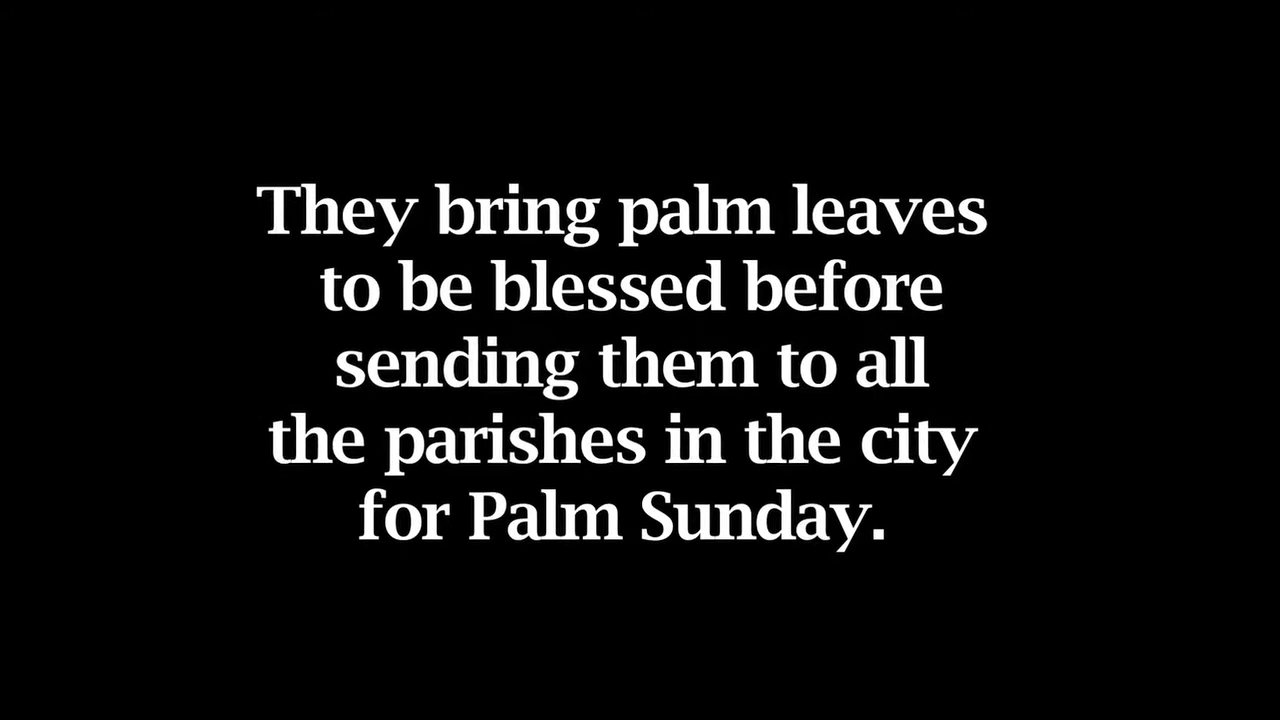 They bring palm leaves
to be blessed before
sending them to all
the parishes in the city
for Palm Sunday.